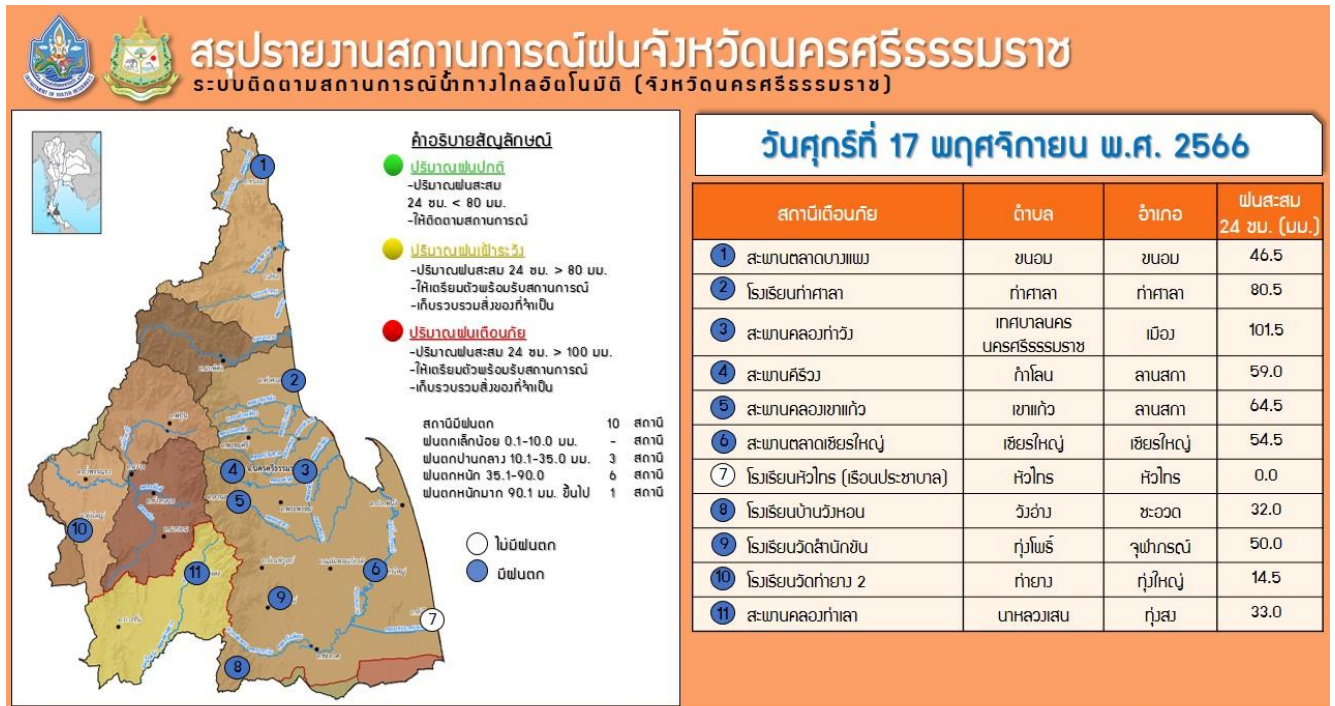 สรุปรายงานสถานการณ์ฝนจังหวัดนครศรีธรรมราช
ระบบติดตามสถานการณ์น้ำทางไกลอัตโนมัติ (จังหวัดนครศรีธรรมราช)
คำอธิบายสัญลักษณ์
ปริมาณฝนปกติ
-ปริมาณฝนสะสม
24 ชม. < 80 มม.
-ให้ติดตามสถานการณ์
ปริมาณฝนเฝ้าระวัง
-ปริมาณฝนสะสม 24 ชม. > 80 มม.
-ให้เตรียมตัวพร้อมรับสถานการณ์
-เก็บรวบรวมสิ่งของที่จำเป็น
ปริมาณฝนเตือนภัย
-ปริมาณฝนสะสม 24 ชม. > 100 มม.
-ให้เตรียมตัวพร้อมรับสถานการณ์
-เก็บรวบรวมสิ่งของที่จำเป็น
สถานีมีฝนตก 10 สถานี
ฝนตกเล็กน้อย 0.1-10.0 มม. - สถานี
ฝนตกปานกลาง 10.1-35.0 มม. 3 สถานี
ฝนตกหนัก 35.1-90.0 6 สถานี
ฝนตกหนักมาก 90.1 มม. ขึ้นไป 1 สถานี
ไม่มีฝนตก
มีฝนตก
1
2
4
3
5
10
11
6
9
7
8
วันศุกร์ที่ 17 พฤศจิกายน พ.ศ. 2566
สถานีเตือนภัย ตำบล อำเภอ ฝนสะสม
24 ชม. (มม.)
1 สะพานตลาดบางแพง ขนอม ขนอม 46.5
2 โรงเรียนท่าศาลา ท่าศาลา ท่าศาลา 80.5
3 สะพานคลองท่าวัง เทศบาลนคร
นครศรีธรรมราช เมือง 101.5
4 สะพานคีรีวง กำโลน ลานสกา 59.0
5 สะพานคลองเขาแก้ว เขาแก้ว ลานสกา 64.5
6 สะพานตลาดเชียรใหญ่ เชียรใหญ่ เชียรใหญ่ 54.5
7 โรงเรียนหัวไทร (เรือนประชาบาล) หัวไทร หัวไทร 0.0
8 โรงเรียนบ้านวังหอน วังอ่าง ชะอวด 32.0
9 โรงเรียนวัดสำนักขัน ทุ่งโพธิ์ จุฬาภรณ์ 50.0
10 โรงเรียนวัดท่ายาง 2 ท่ายาง ทุ่งใหญ่ 14.5
11 สะพานคลองท่าเลา นาหลวงเสน ทุ่งสง 33.0